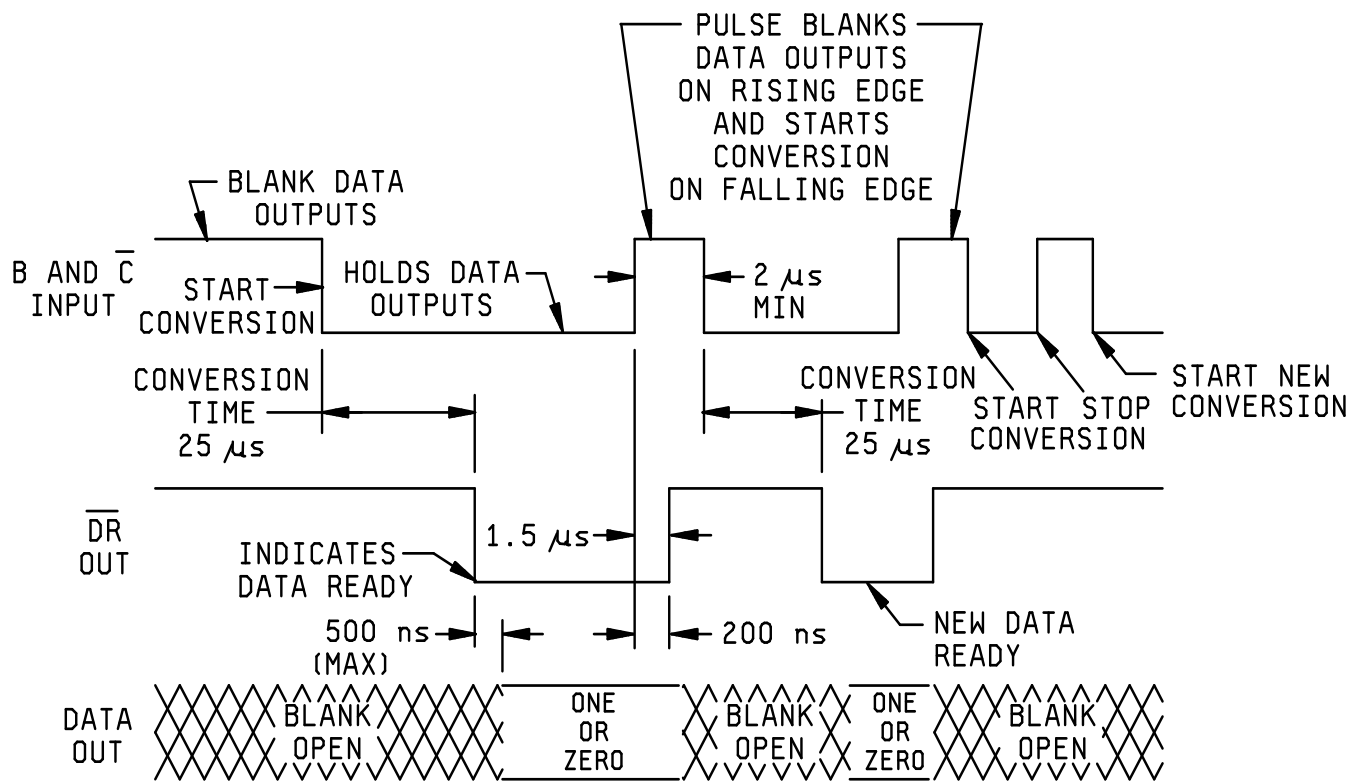 PULSE BLANKS
DATA OUTPUTS
ON RISING EDGE
AND STARTS
CONVERSION
ON FALLING EDGE
BLANK DATA
OUTPUTS
B AND C̅
INPUT
START
CONVERSION
HOLDS DATA
OUTPUTS
2 μs
MIN
CONVERSION
TIME
25 μs
CONVERSION
TIME
25 μs
START STOP
CONVERSION
START NEW
CONVERSION
D̅R̅
OUT
1.5 μs
INDICATES
DATA READY
500 ns
(MAX)
200 ns
NEW DATA
READY
DATA
OUT
BLANK
OPEN
ONE
OR
ZERO
BLANK
OPEN
ONE
OR
ZERO
BLANK
OPEN